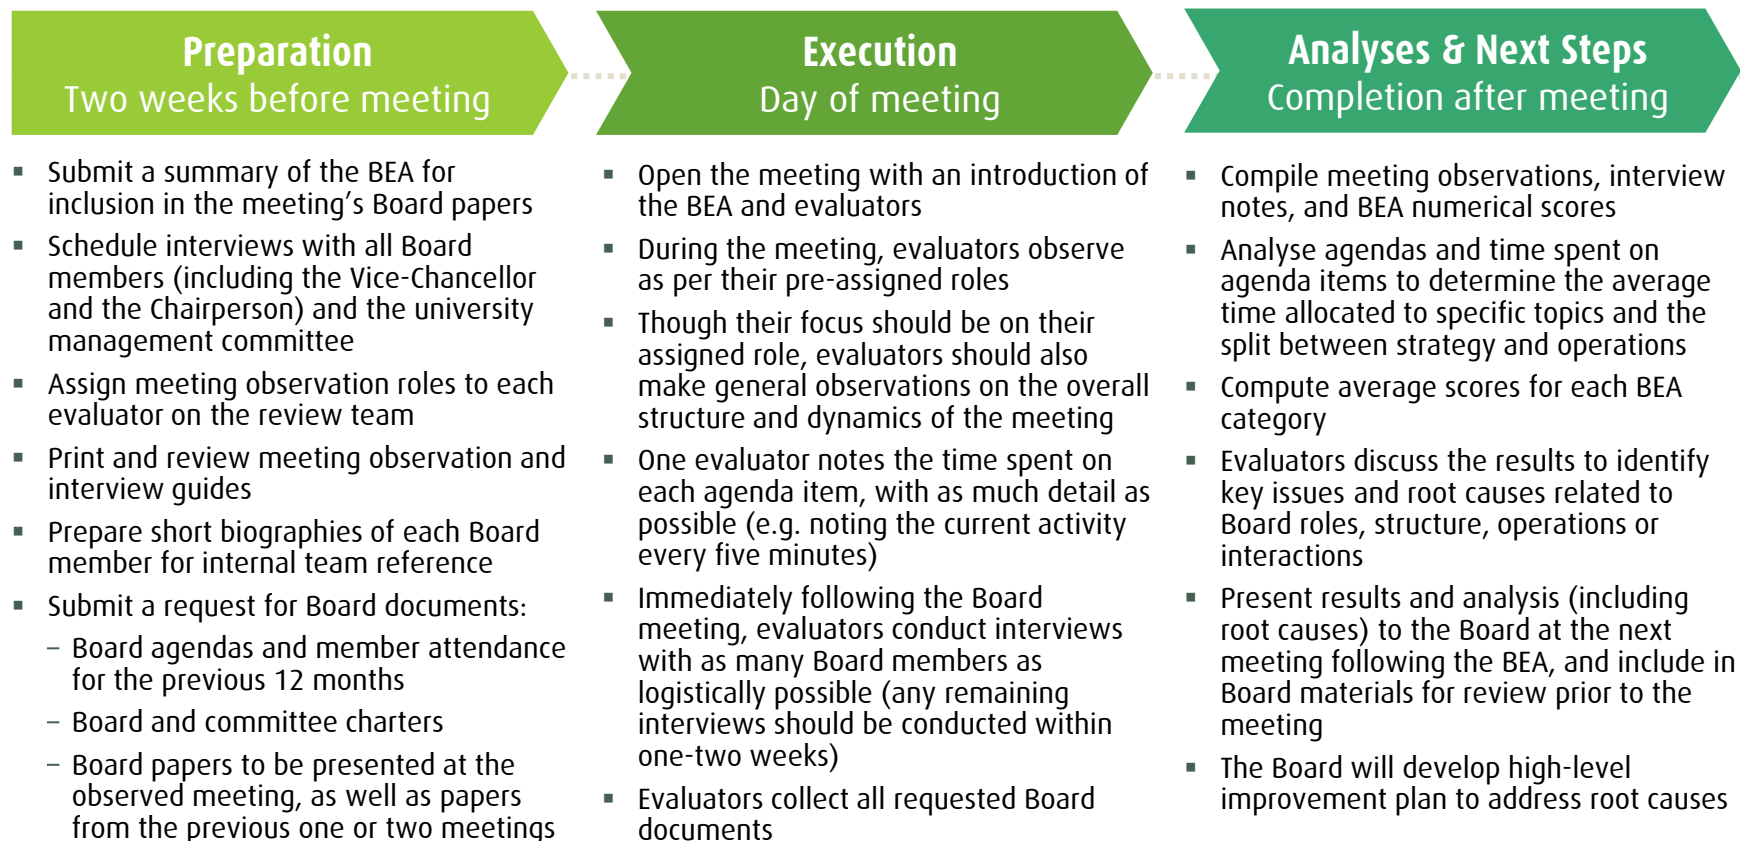 Preparation
Two weeks before meeting
▪ Submit a summary of the BEA for
inclusion in the meeting's Board papers
▪ Schedule interviews with all Board
members (including the Vice-Chancellor
and the Chairperson) and the university
management committee
▪ Assign meeting observation roles to each
evaluator on the review team
▪ Print and review meeting observation and
interview guides
▪ Prepare short biographies of each Board
member for internal team reference
▪ Submit a request for Board documents:
– Board agendas and member attendance
for the previous 12 months
– Board and committee charters
– Board papers to be presented at the
observed meeting, as well as papers
from the previous one or two meetings
Execution
Day of meeting
▪ Open the meeting with an introduction of
the BEA and evaluators
▪ During the meeting, evaluators observe
as per their pre-assigned roles
▪ Though their focus should be on their
assigned role, evaluators should also
make general observations on the overall
structure and dynamics of the meeting
▪ One evaluator notes the time spent on
each agenda item, with as much detail as
possible (e.g. noting the current activity
every five minutes)
▪ Immediately following the Board
meeting, evaluators conduct interviews
with as many Board members as
logistically possible (any remaining
interviews should be conducted within
one-two weeks)
▪ Evaluators collect all requested Board
documents
Analyses & Next Steps
Completion after meeting
▪ Compile meeting observations, interview
notes, and BEA numerical scores
▪ Analyse agendas and time spent on
agenda items to determine the average
time allocated to specific topics and the
split between strategy and operations
▪ Compute average scores for each BEA
category
▪ Evaluators discuss the results to identify
key issues and root causes related to
Board roles, structure, operations or
interactions
▪ Present results and analysis (including
root causes) to the Board at the next
meeting following the BEA, and include in
Board materials for review prior to the
meeting
▪ The Board will develop high-level
improvement plan to address root causes